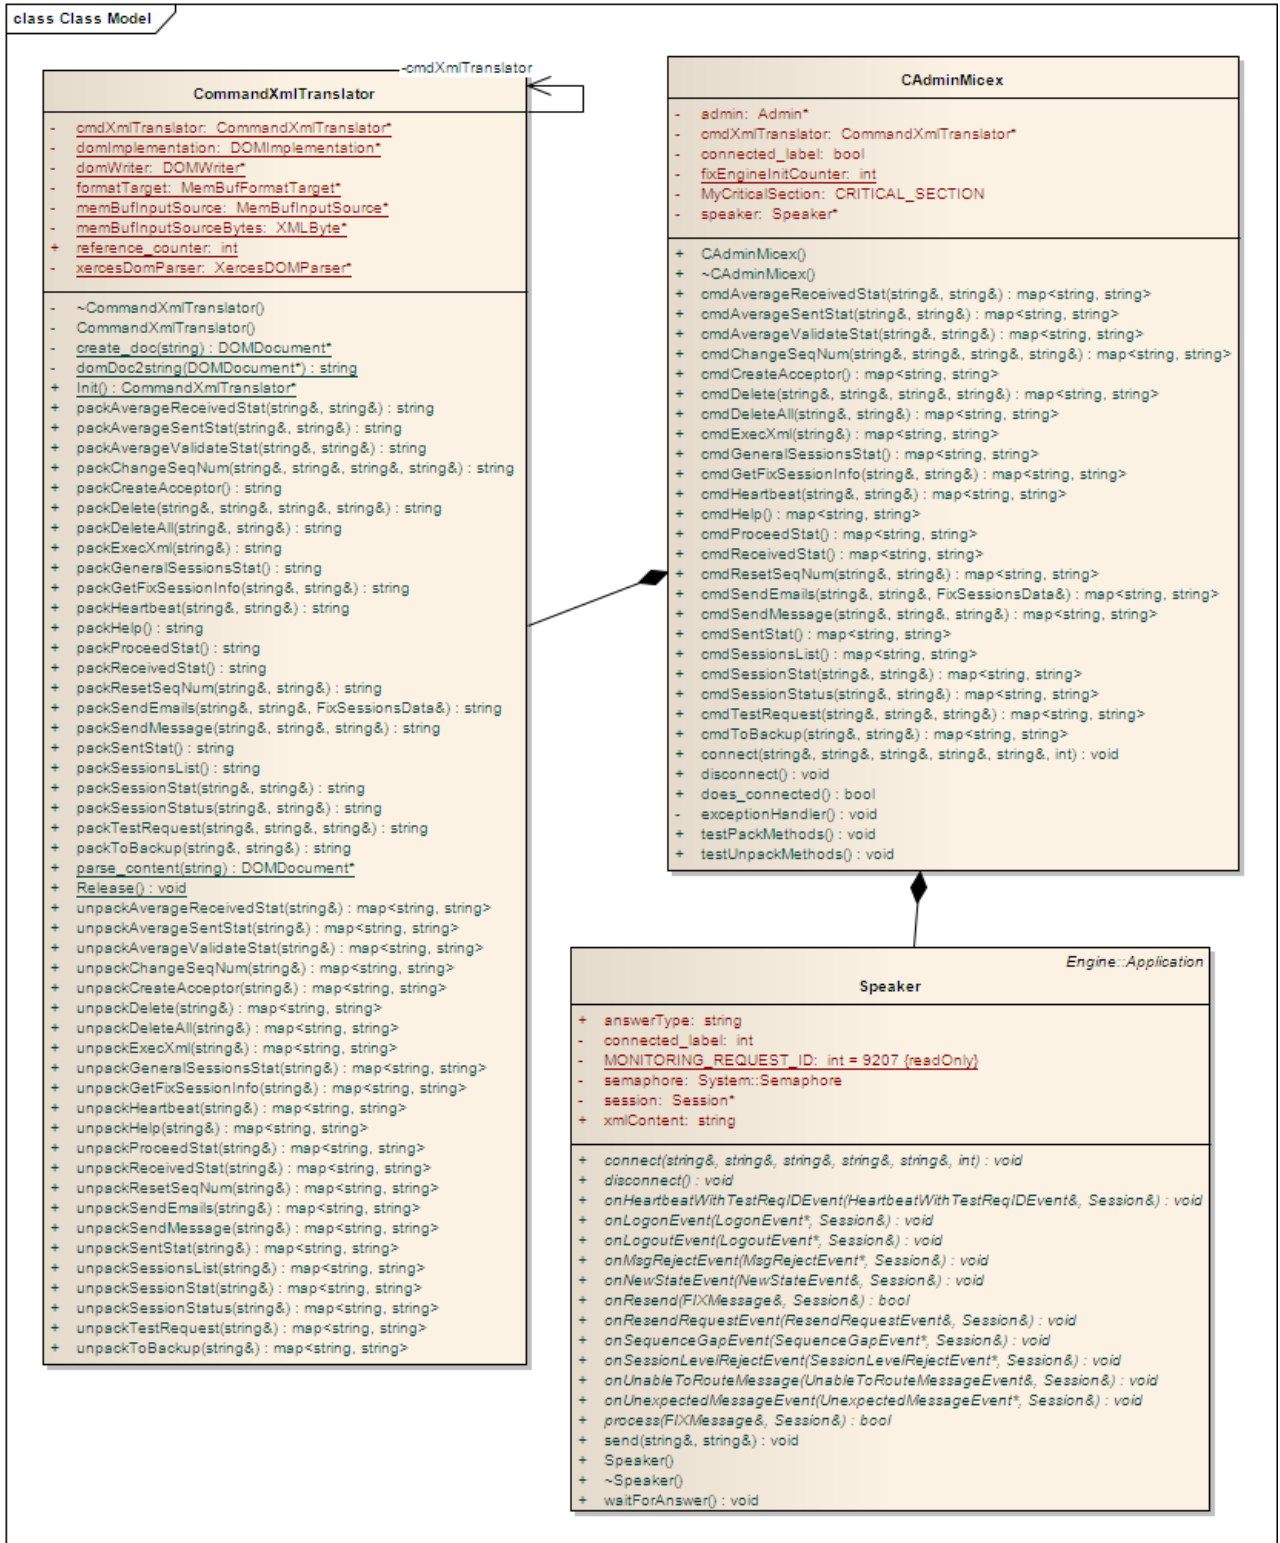 class Class Model
-cmdXmlTranslator
CommandXmlTranslator
- cmdXmlTranslator: CommandXmlTranslator*
- domImplementation: DOMImplementation*
- domWriter: DOMWriter*
- formatTarget: MemBufFormatTarget*
- memBufInputSource: MemBufInputSource*
- memBufInputSourceBytes: XMLByte*
+ reference_counter: int
- xercesDomParser: XercesDOMParser*
- ~CommandXmlTranslator()
- CommandXmlTranslator()
- create_doc(string) : DOMDocument*
- domDoc2string(DOMDocument*) : string
+ Init() : CommandXmlTranslator*
+ packAverageReceivedStat(string&, string&) : string
+ packAverageSentStat(string&, string&) : string
+ packAverageValidateStat(string&, string&) : string
+ packChangeSeqNum(string&, string&, string&, string&) : string
+ packCreateAcceptor() : string
+ packDelete(string&, string&, string&, string&) : string
+ packDeleteAll(string&, string&) : string
+ packExecXml(string&) : string
+ packGeneralSessionsStat() : string
+ packGetFixSessionInfo(string&, string&) : string
+ packHeartbeat(string&, string&) : string
+ packHelp() : string
+ packProceedStat() : string
+ packReceivedStat() : string
+ packResetSeqNum(string&, string&) : string
+ packSendEmails(string&, string&, FixSessionsData&) : string
+ packSendMessage(string&, string&, string&) : string
+ packSentStat() : string
+ packSessionsList() : string
+ packSessionStat(string&, string&) : string
+ packSessionStatus(string&, string&) : string
+ packTestRequest(string&, string&, string&) : string
+ packToBackup(string&, string&) : string
+ parse_content(string) : DOMDocument*
+ Release() : void
+ unpackAverageReceivedStat(string&) : map<string, string>
+ unpackAverageSentStat(string&) : map<string, string>
+ unpackAverageValidateStat(string&) : map<string, string>
+ unpackChangeSeqNum(string&) : map<string, string>
+ unpackCreateAcceptor(string&) : map<string, string>
+ unpackDelete(string&) : map<string, string>
+ unpackDeleteAll(string&) : map<string, string>
+ unpackExecXml(string&) : map<string, string>
+ unpackGeneralSessionsStat(string&) : map<string, string>
+ unpackGetFixSessionInfo(string&) : map<string, string>
+ unpackHeartbeat(string&) : map<string, string>
+ unpackHelp(string&) : map<string, string>
+ unpackProceedStat(string&) : map<string, string>
+ unpackReceivedStat(string&) : map<string, string>
+ unpackResetSeqNum(string&) : map<string, string>
+ unpackSendEmails(string&) : map<string, string>
+ unpackSendMessage(string&) : map<string, string>
+ unpackSentStat(string&) : map<string, string>
+ unpackSessionsList(string&) : map<string, string>
+ unpackSessionStat(string&) : map<string, string>
+ unpackSessionStatus(string&) : map<string, string>
+ unpackTestRequest(string&) : map<string, string>
+ unpackToBackup(string&) : map<string, string>
CAdminMicex
- admin: Admin*
- cmdXmlTranslator: CommandXmlTranslator*
- connected_label: bool
- fixEngineInitCounter: int
- MyCriticalSection: CRITICAL_SECTION
- speaker: Speaker*
+ CAdminMicex()
+ ~CAdminMicex()
+ cmdAverageReceivedStat(string&, string&) : map<string, string>
+ cmdAverageSentStat(string&, string&) : map<string, string>
+ cmdAverageValidateStat(string&, string&) : map<string, string>
+ cmdChangeSeqNum(string&, string&, string&, string&) : map<string, string>
+ cmdCreateAcceptor() : map<string, string>
+ cmdDelete(string&, string&, string&, string&) : map<string, string>
+ cmdDeleteAll(string&, string&) : map<string, string>
+ cmdExecXml(string&) : map<string, string>
+ cmdGeneralSessionsStat() : map<string, string>
+ cmdGetFixSessionInfo(string&, string&) : map<string, string>
+ cmdHeartbeat(string&, string&) : map<string, string>
+ cmdHelp() : map<string, string>
+ cmdProceedStat() : map<string, string>
+ cmdReceivedStat() : map<string, string>
+ cmdResetSeqNum(string&, string&) : map<string, string>
+ cmdSendEmails(string&, string&, FixSessionsData&) : map<string, string>
+ cmdSendMessage(string&, string&, string&) : map<string, string>
+ cmdSentStat() : map<string, string>
+ cmdSessionsList() : map<string, string>
+ cmdSessionStat(string&, string&) : map<string, string>
+ cmdSessionStatus(string&, string&) : map<string, string>
+ cmdTestRequest(string&, string&, string&) : map<string, string>
+ cmdToBackup(string&, string&) : map<string, string>
+ connect(string&, string&, string&, string&, string&, int) : void
+ disconnect() : void
+ does_connected() : bool
- exceptionHandler() : void
+ testPackMethods() : void
+ testUnpackMethods() : void
Engine::Application
Speaker
+ answerType: string
- connected_label: int
- MONITORING_REQUEST_ID: int = 9207 {readOnly}
- semaphore: System::Semaphore
- session: Session*
+ xmlContent: string
+ connect(string&, string&, string&, string&, string&, int) : void
+ disconnect() : void
+ onHeartbeatWithTestReqIDEvent(HeartbeatWithTestReqIDEvent&, Session&) : void
+ onLogonEvent(LogonEvent*, Session&) : void
+ onLogoutEvent(LogoutEvent*, Session&) : void
+ onMsgRejectEvent(MsgRejectEvent*, Session&) : void
+ onNewStateEvent(NewStateEvent&, Session&) : void
+ onResend(FIXMessage&, Session&) : bool
+ onResendRequestEvent(ResendRequestEvent&, Session&) : void
+ onSequenceGapEvent(SequenceGapEvent*, Session&) : void
+ onSessionLevelRejectEvent(SessionLevelRejectEvent*, Session&) : void
+ onUnableToRouteMessage(UnableToRouteMessageEvent&, Session&) : void
+ onUnexpectedMessageEvent(UnexpectedMessageEvent*, Session&) : void
+ process(FIXMessage&, Session&) : bool
+ send(string&, string&) : void
+ Speaker()
+ ~Speaker()
+ waitForAnswer() : void